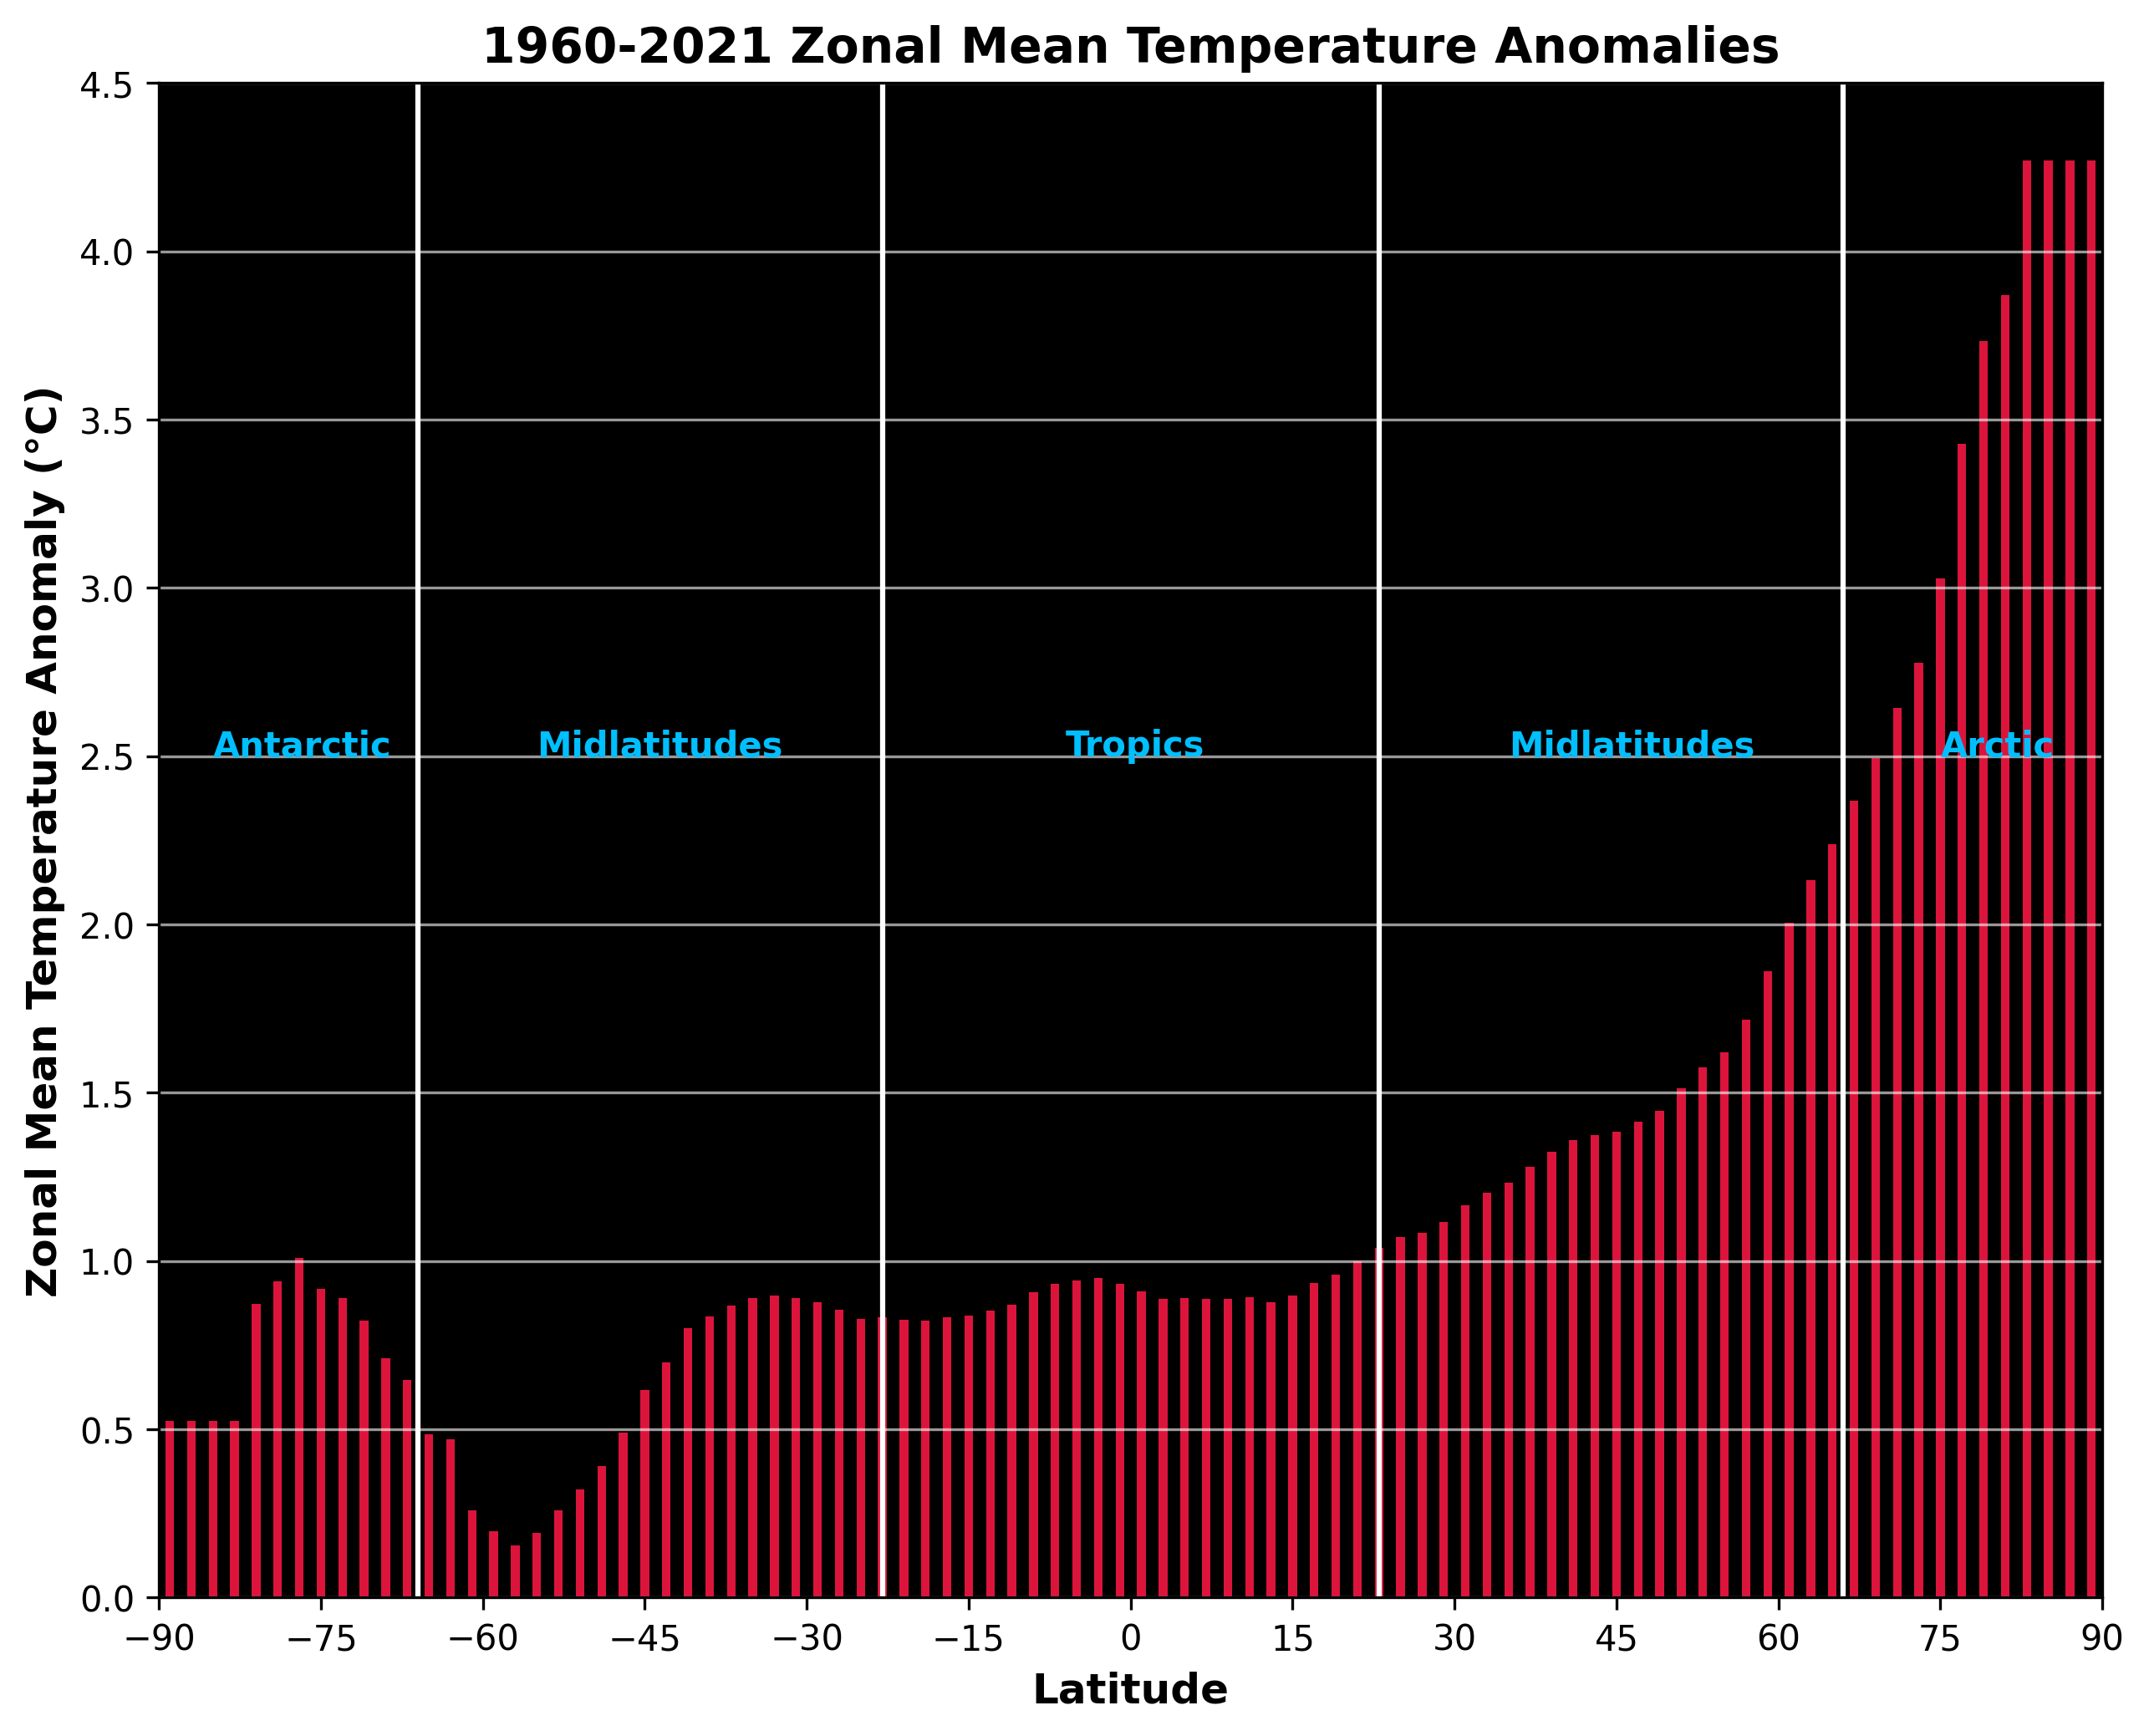 1960-2021 Zonal Mean Temperature Anomalies
Zonal Mean Temperature Anomaly (°C)
4.5
4.0
3.5
3.0
2.5
2.0
1.5
1.0
0.5
0.0
Antarctic
Midlatitudes
Tropics
Midlatitudes
Arctic
−90 −75 −60 −45 −30 −15 0 15 30 45 60 75 90
Latitude